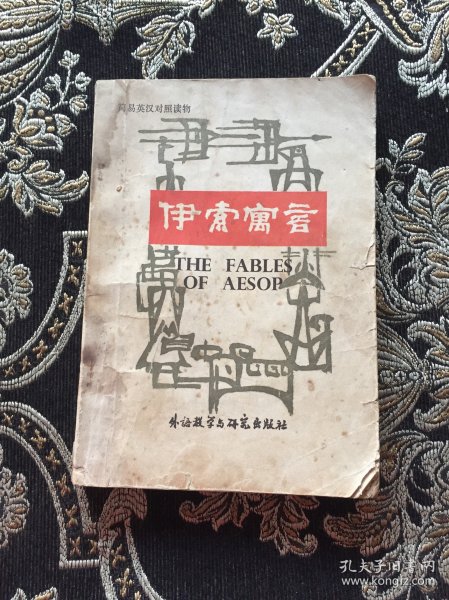 简易英汉对照读物
伊索寓言
THE FABLES
OF AESOP
外语教学与研究出版社
孔夫子旧书网
www.kongfz.com